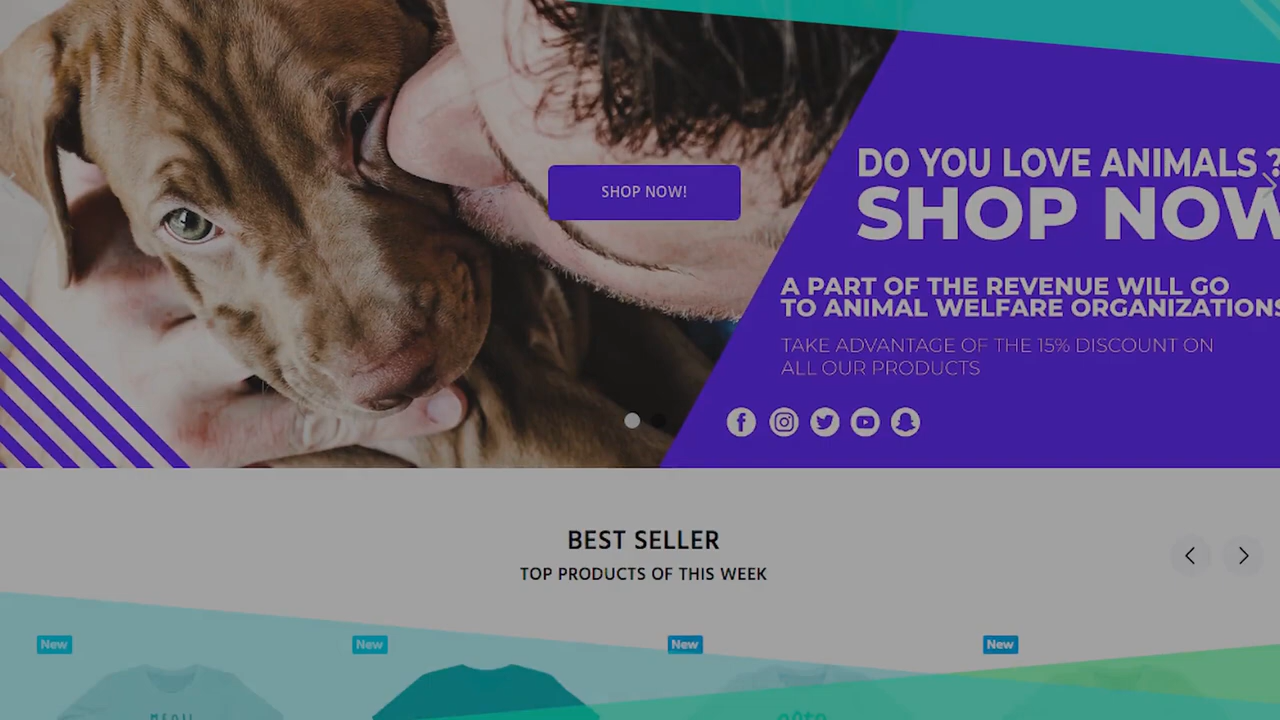 DO YOU LOVE ANIMALS ?
SHOP NOW!
SHOP NOW
A PART OF THE REVENUE WILL GO
TO ANIMAL WELFARE ORGANIZATIONS
TAKE ADVANTAGE OF THE 15% DISCOUNT ON
ALL OUR PRODUCTS
BEST SELLER
TOP PRODUCTS OF THIS WEEK
New
New
New
New